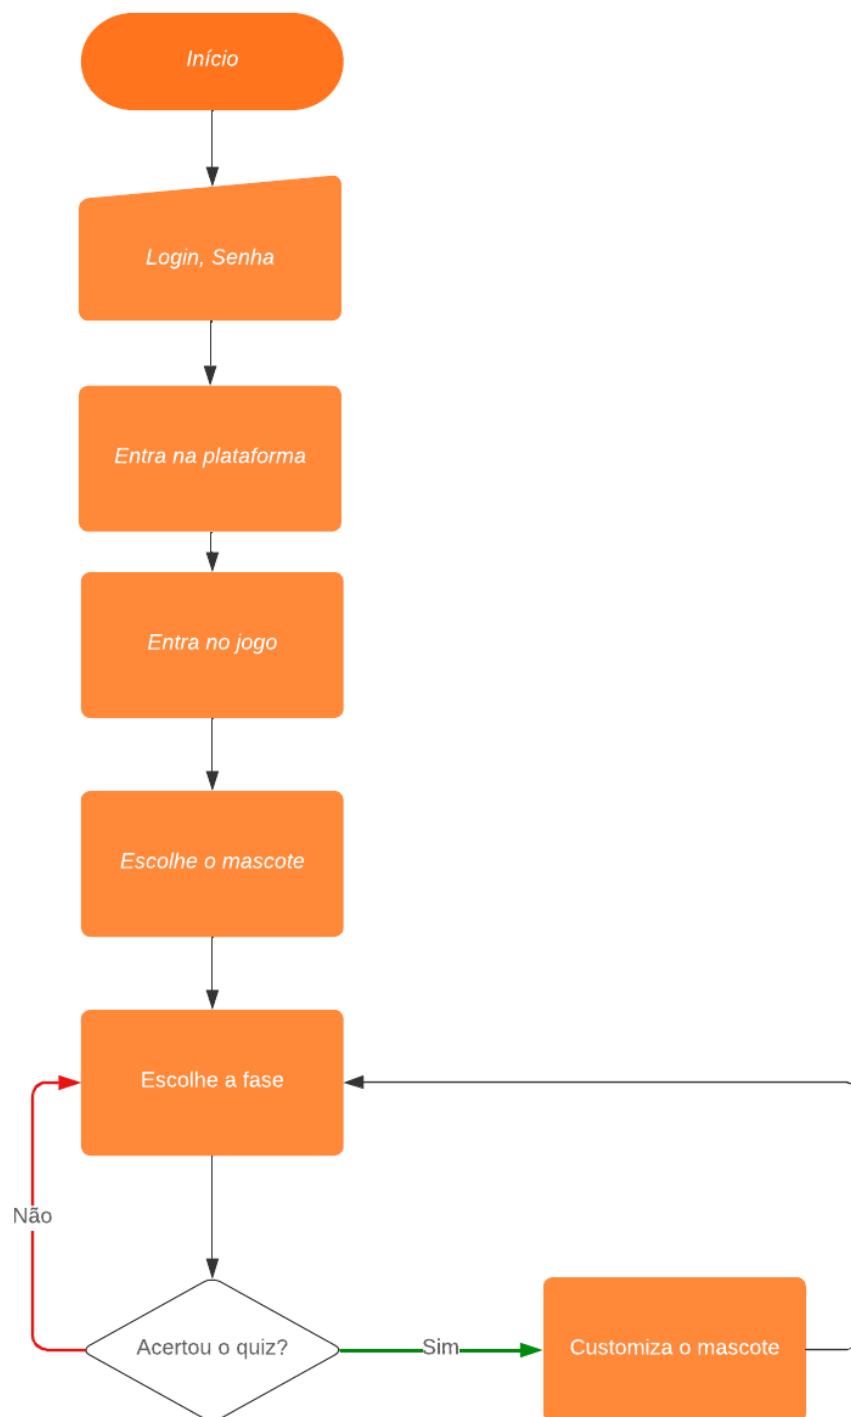 Início
Login, Senha
Entra na plataforma
Entra no jogo
Escolhe o mascote
Escolhe a fase
Não
Acertou o quiz?
Sim
Customiza o mascote